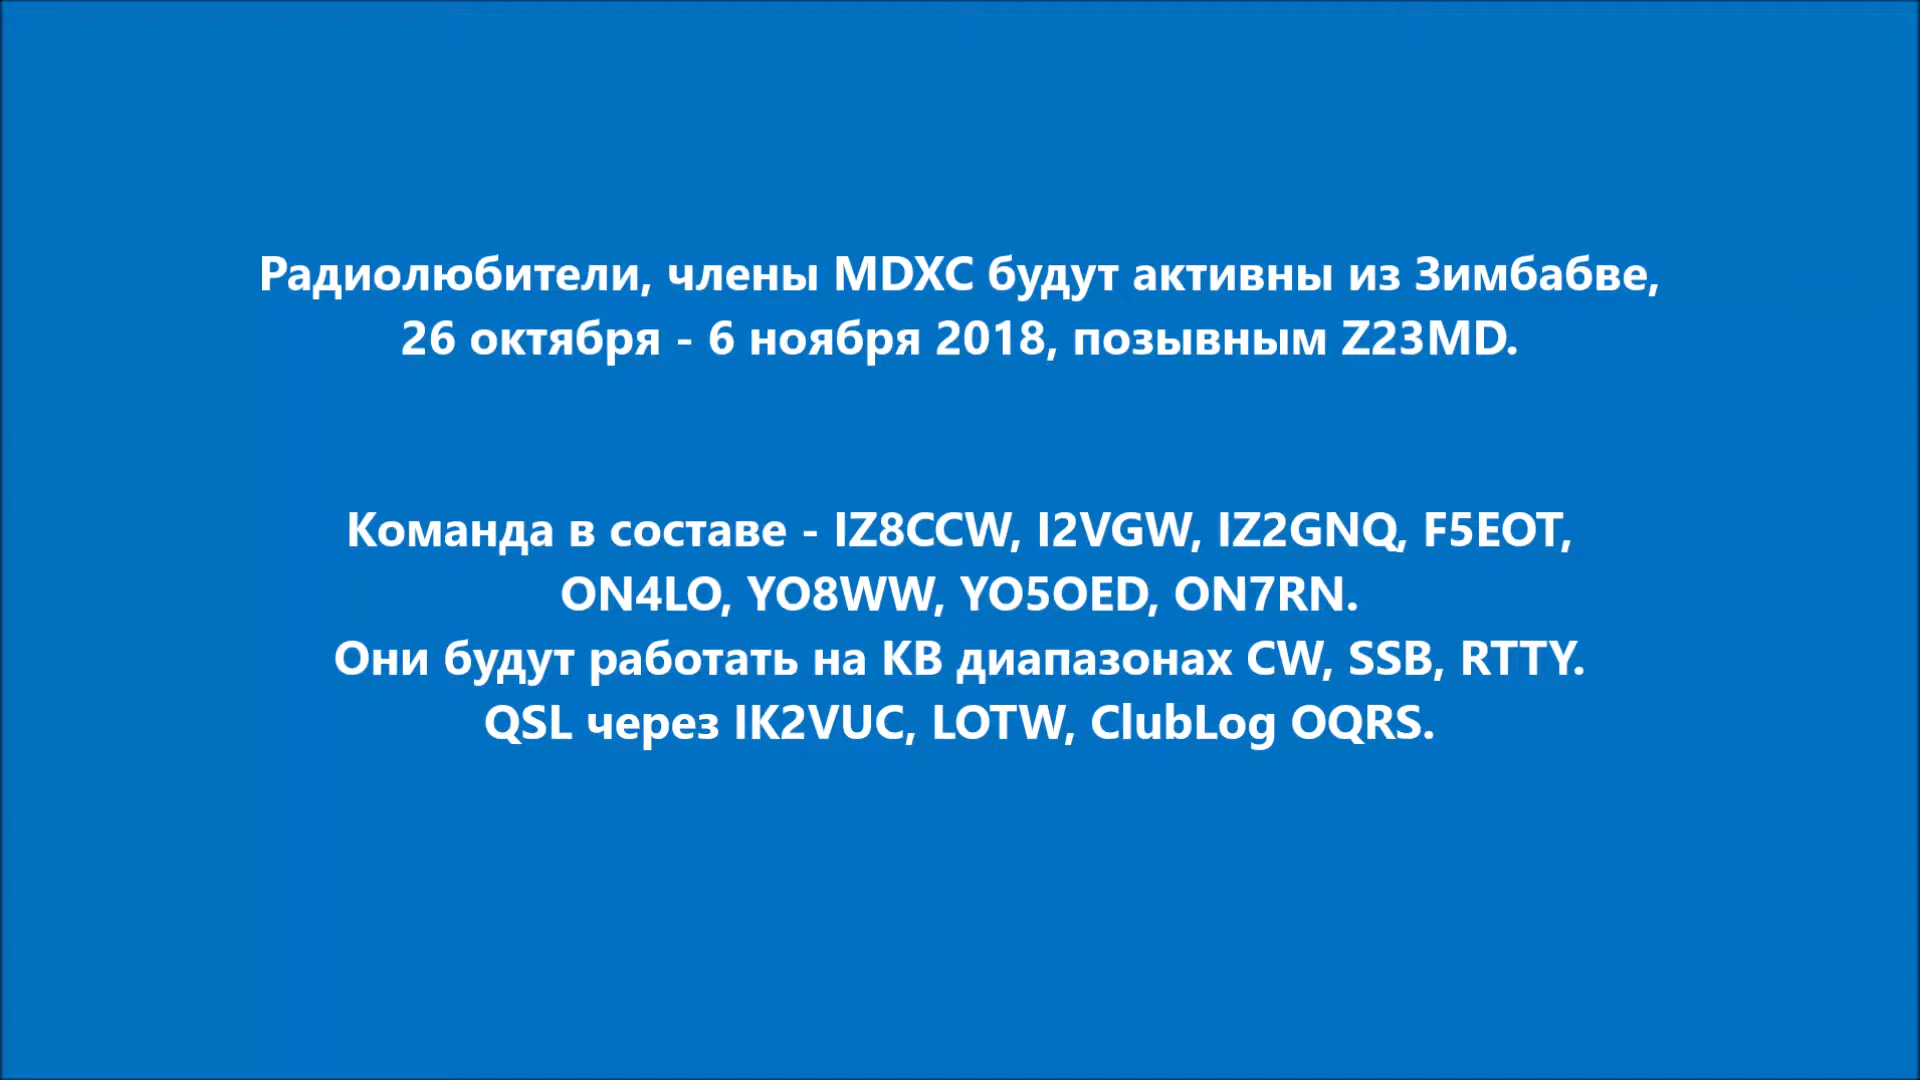 Радиолюбители, члены MDXC будут активны из Зимбабве,
26 октября - 6 ноября 2018, позывным Z23MD.
Команда в составе - IZ8CCW, I2VGW, IZ2GNQ, F5EOT,
ON4LO, YO8WW, YO5OED, ON7RN.
Они будут работать на КВ диапазонах CW, SSB, RTTY.
QSL через IK2VUC, LOTW, ClubLog OQRS.